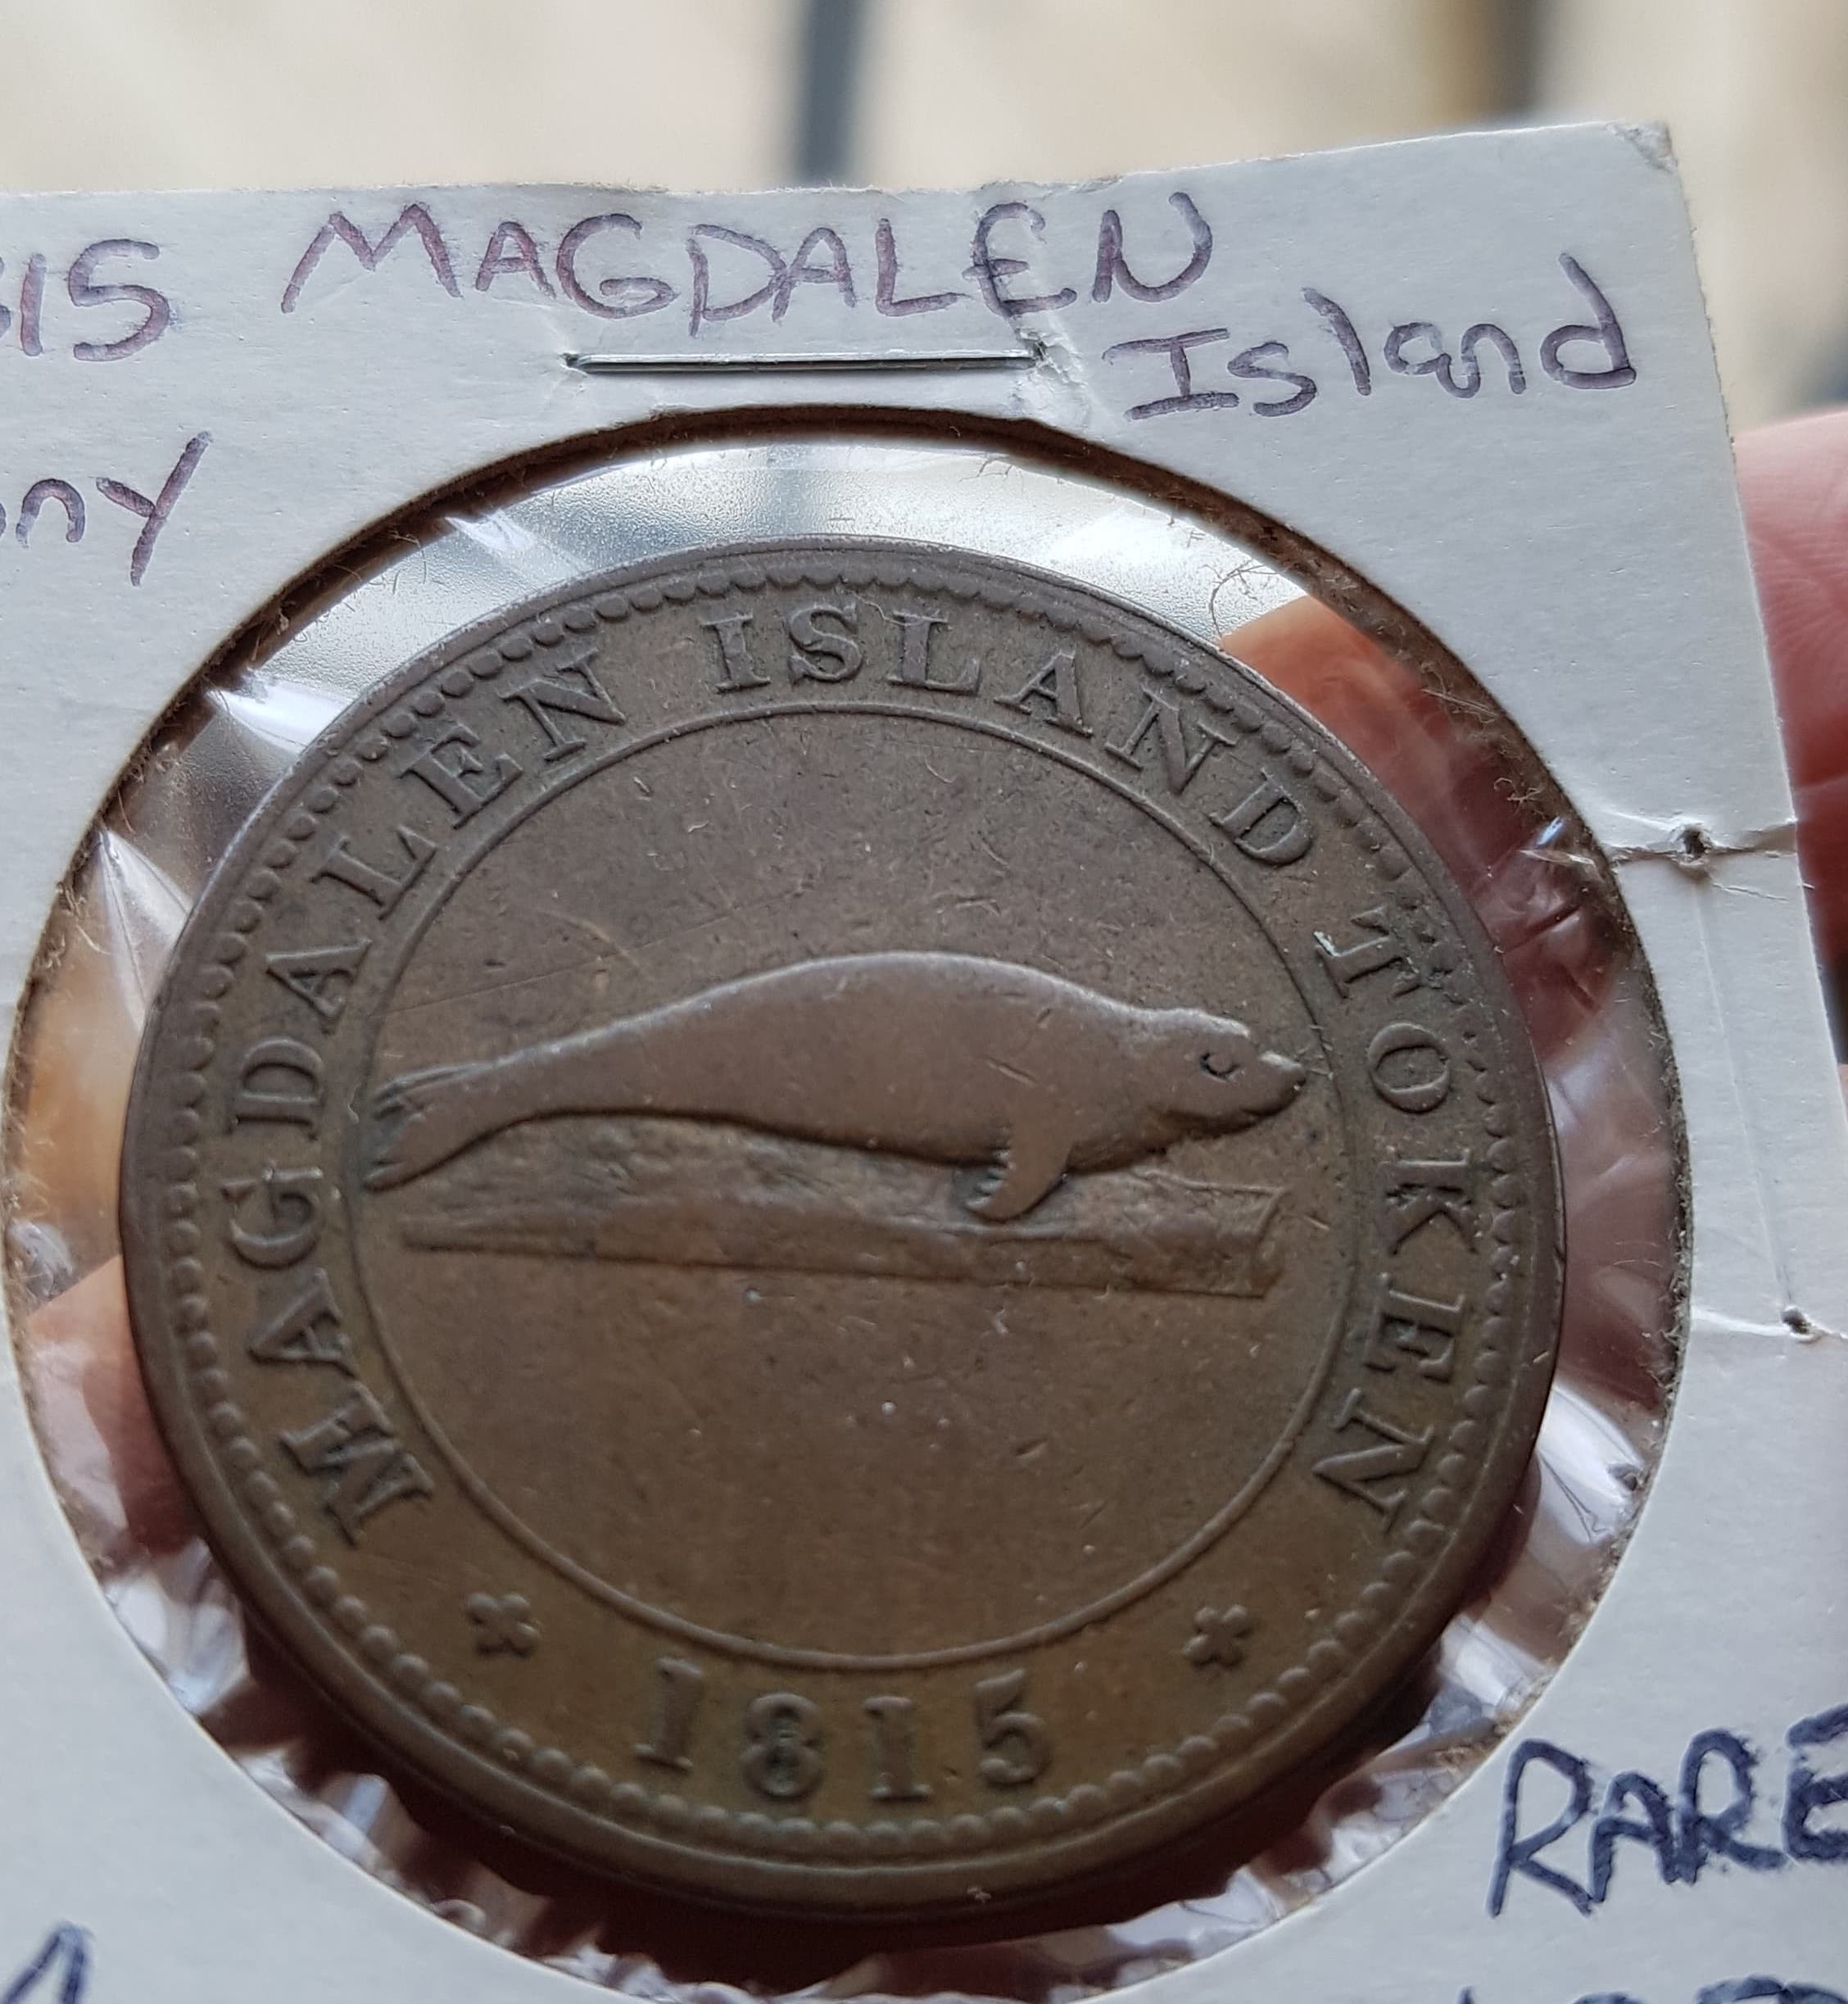 MAGDALEN
Island
MAGDALEN ISLAND TOKEN
1815
RARE